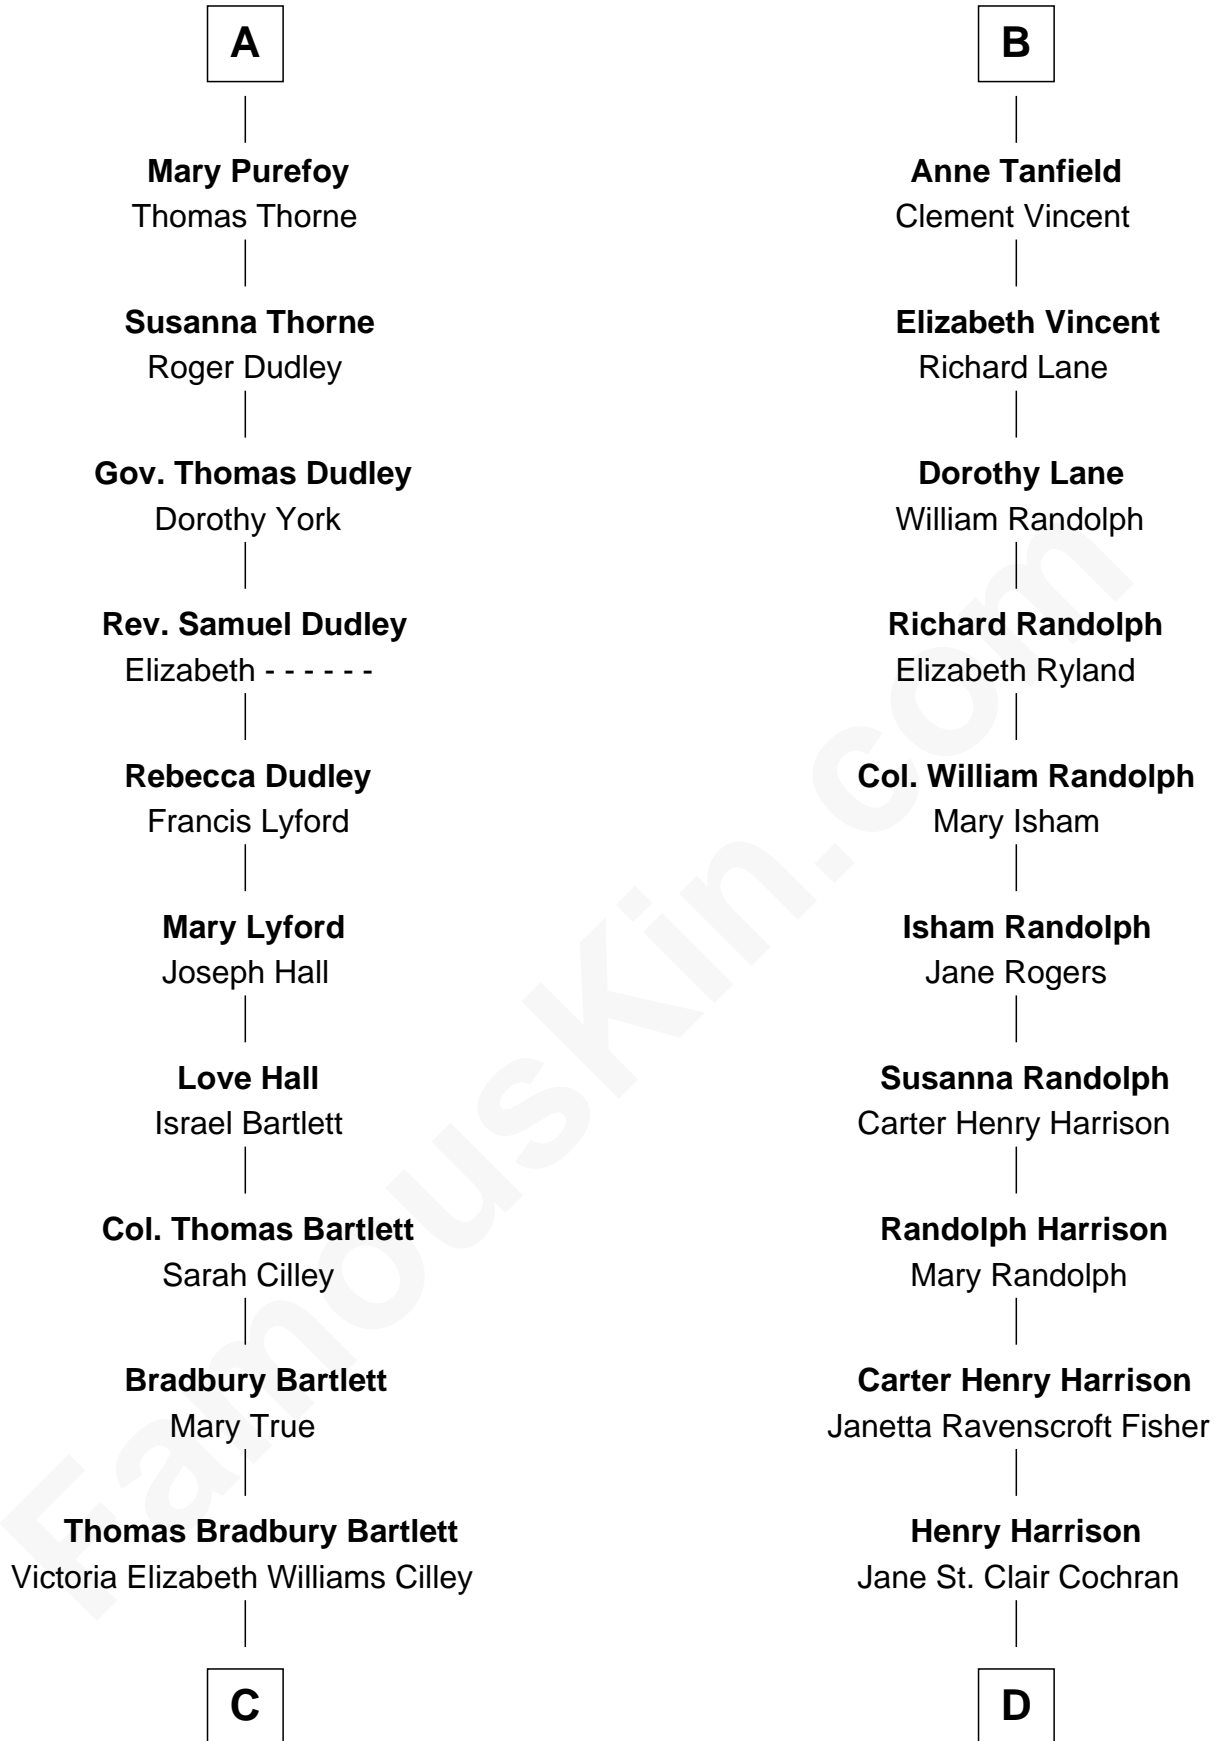 A
Mary Purefoy
Thomas Thorne
Susanna Thorne
Roger Dudley
Gov. Thomas Dudley
Dorothy York
Rev. Samuel Dudley
Elizabeth - - - - - -
Rebecca Dudley
Francis Lyford
Mary Lyford
Joseph Hall
Love Hall
Israel Bartlett
Col. Thomas Bartlett
Sarah Cilley
Bradbury Bartlett
Mary True
Thomas Bradbury Bartlett
Victoria Elizabeth Williams Cilley
C
B
Anne Tanfield
Clement Vincent
Elizabeth Vincent
Richard Lane
Dorothy Lane
William Randolph
Richard Randolph
Elizabeth Ryland
Col. William Randolph
Mary Isham
Isham Randolph
Jane Rogers
Susanna Randolph
Carter Henry Harrison
Randolph Harrison
Mary Randolph
Carter Henry Harrison
Janetta Ravenscroft Fisher
Henry Harrison
Jane St. Clair Cochran
D
FamousKin.com